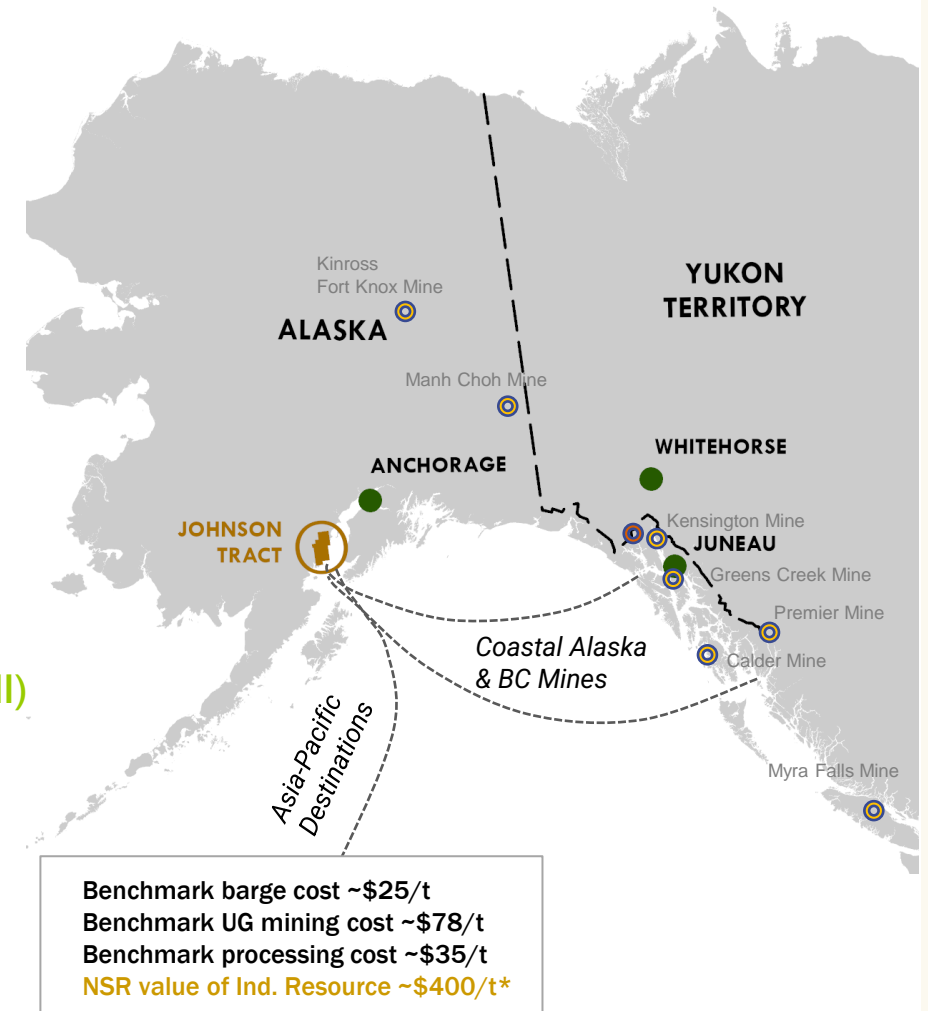 Kinross
Fort Knox Mine
ALASKA
YUKON
TERRITORY
Manh Choh Mine
WHITEHORSE
ANCHORAGE
Kensington Mine
JOHNSON
TRACT
JUNEAU
Greens Creek Mine
Premier Mine
Coastal Alaska
& BC Mines
Calder Mine
Asia-Pacific
Destinations
Myra Falls Mine
Benchmark barge cost ~$25/t
Benchmark UG mining cost ~$78/t
Benchmark processing cost ~$35/t
NSR value of Ind. Resource ~$400/t*